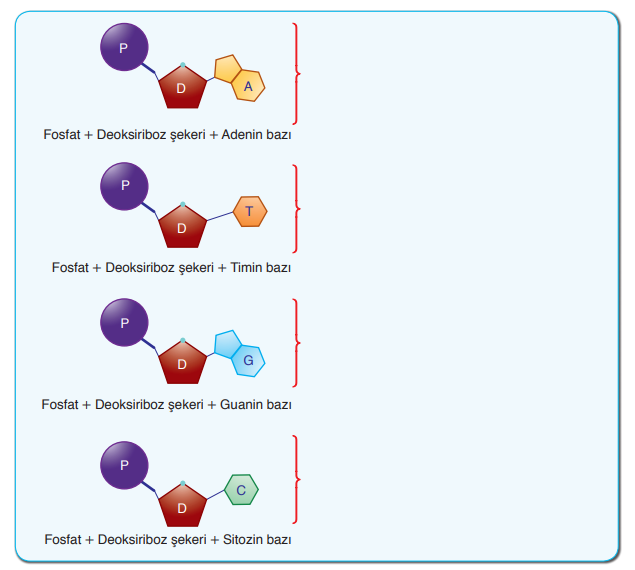 P
D
A
Fosfat + Deoksiriboz şekeri + Adenin bazı
P
D
T
Fosfat + Deoksiriboz şekeri + Timin bazı
P
D
G
Fosfat + Deoksiriboz şekeri + Guanin bazı
P
D
C
Fosfat + Deoksiriboz şekeri + Sitozin bazı